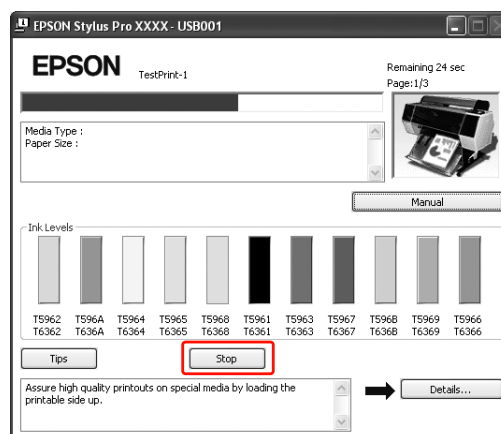 EPSON Stylus Pro XXXX - USB001
EPSON
TestPrint-1
Remaining 24 sec
Page:1/3
Media Type :
Paper Size :
Manual
Ink Levels
T5962 T596A T5964 T5965 T5968 T5961 T5963 T5967 T596B T5969 T5966
T6362 T636A T6364 T6365 T6368 T6361 T6363 T6367 T636B T6369 T6366
Tips
Stop
Assure high quality printouts on special media by loading the
printable side up.
Details...